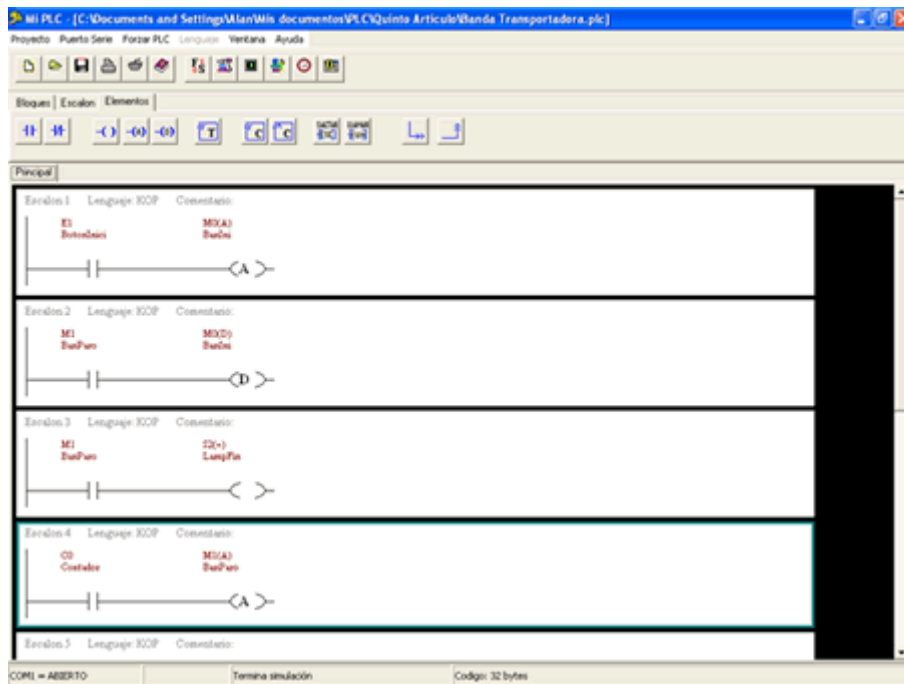 Mi PLC - [C:\Documents and Settings\Alan\Mis documentos\PLC\Quinto Articulo\Banda Transportadora.plc]
Proyecto Puerto Serie Forzar PLC Lenguaje Ventana Ayuda
Bloques Escalon Elementos
Principal
Escalon 1 Lenguaje: KOP Comentario:
E1 M0(A)
BotonInici BanIni
A
Escalon 2 Lenguaje: KOP Comentario:
M1 M0(D)
BanParo BanIni
D
Escalon 3 Lenguaje: KOP Comentario:
M1 S2(=)
BanParo LampFin
Escalon 4 Lenguaje: KOP Comentario:
C0 M1(A)
Contador BanParo
A
Escalon 5 Lenguaje: KOP Comentario:
COM1 = ABIERTO Termina simulación Codigo: 32 bytes